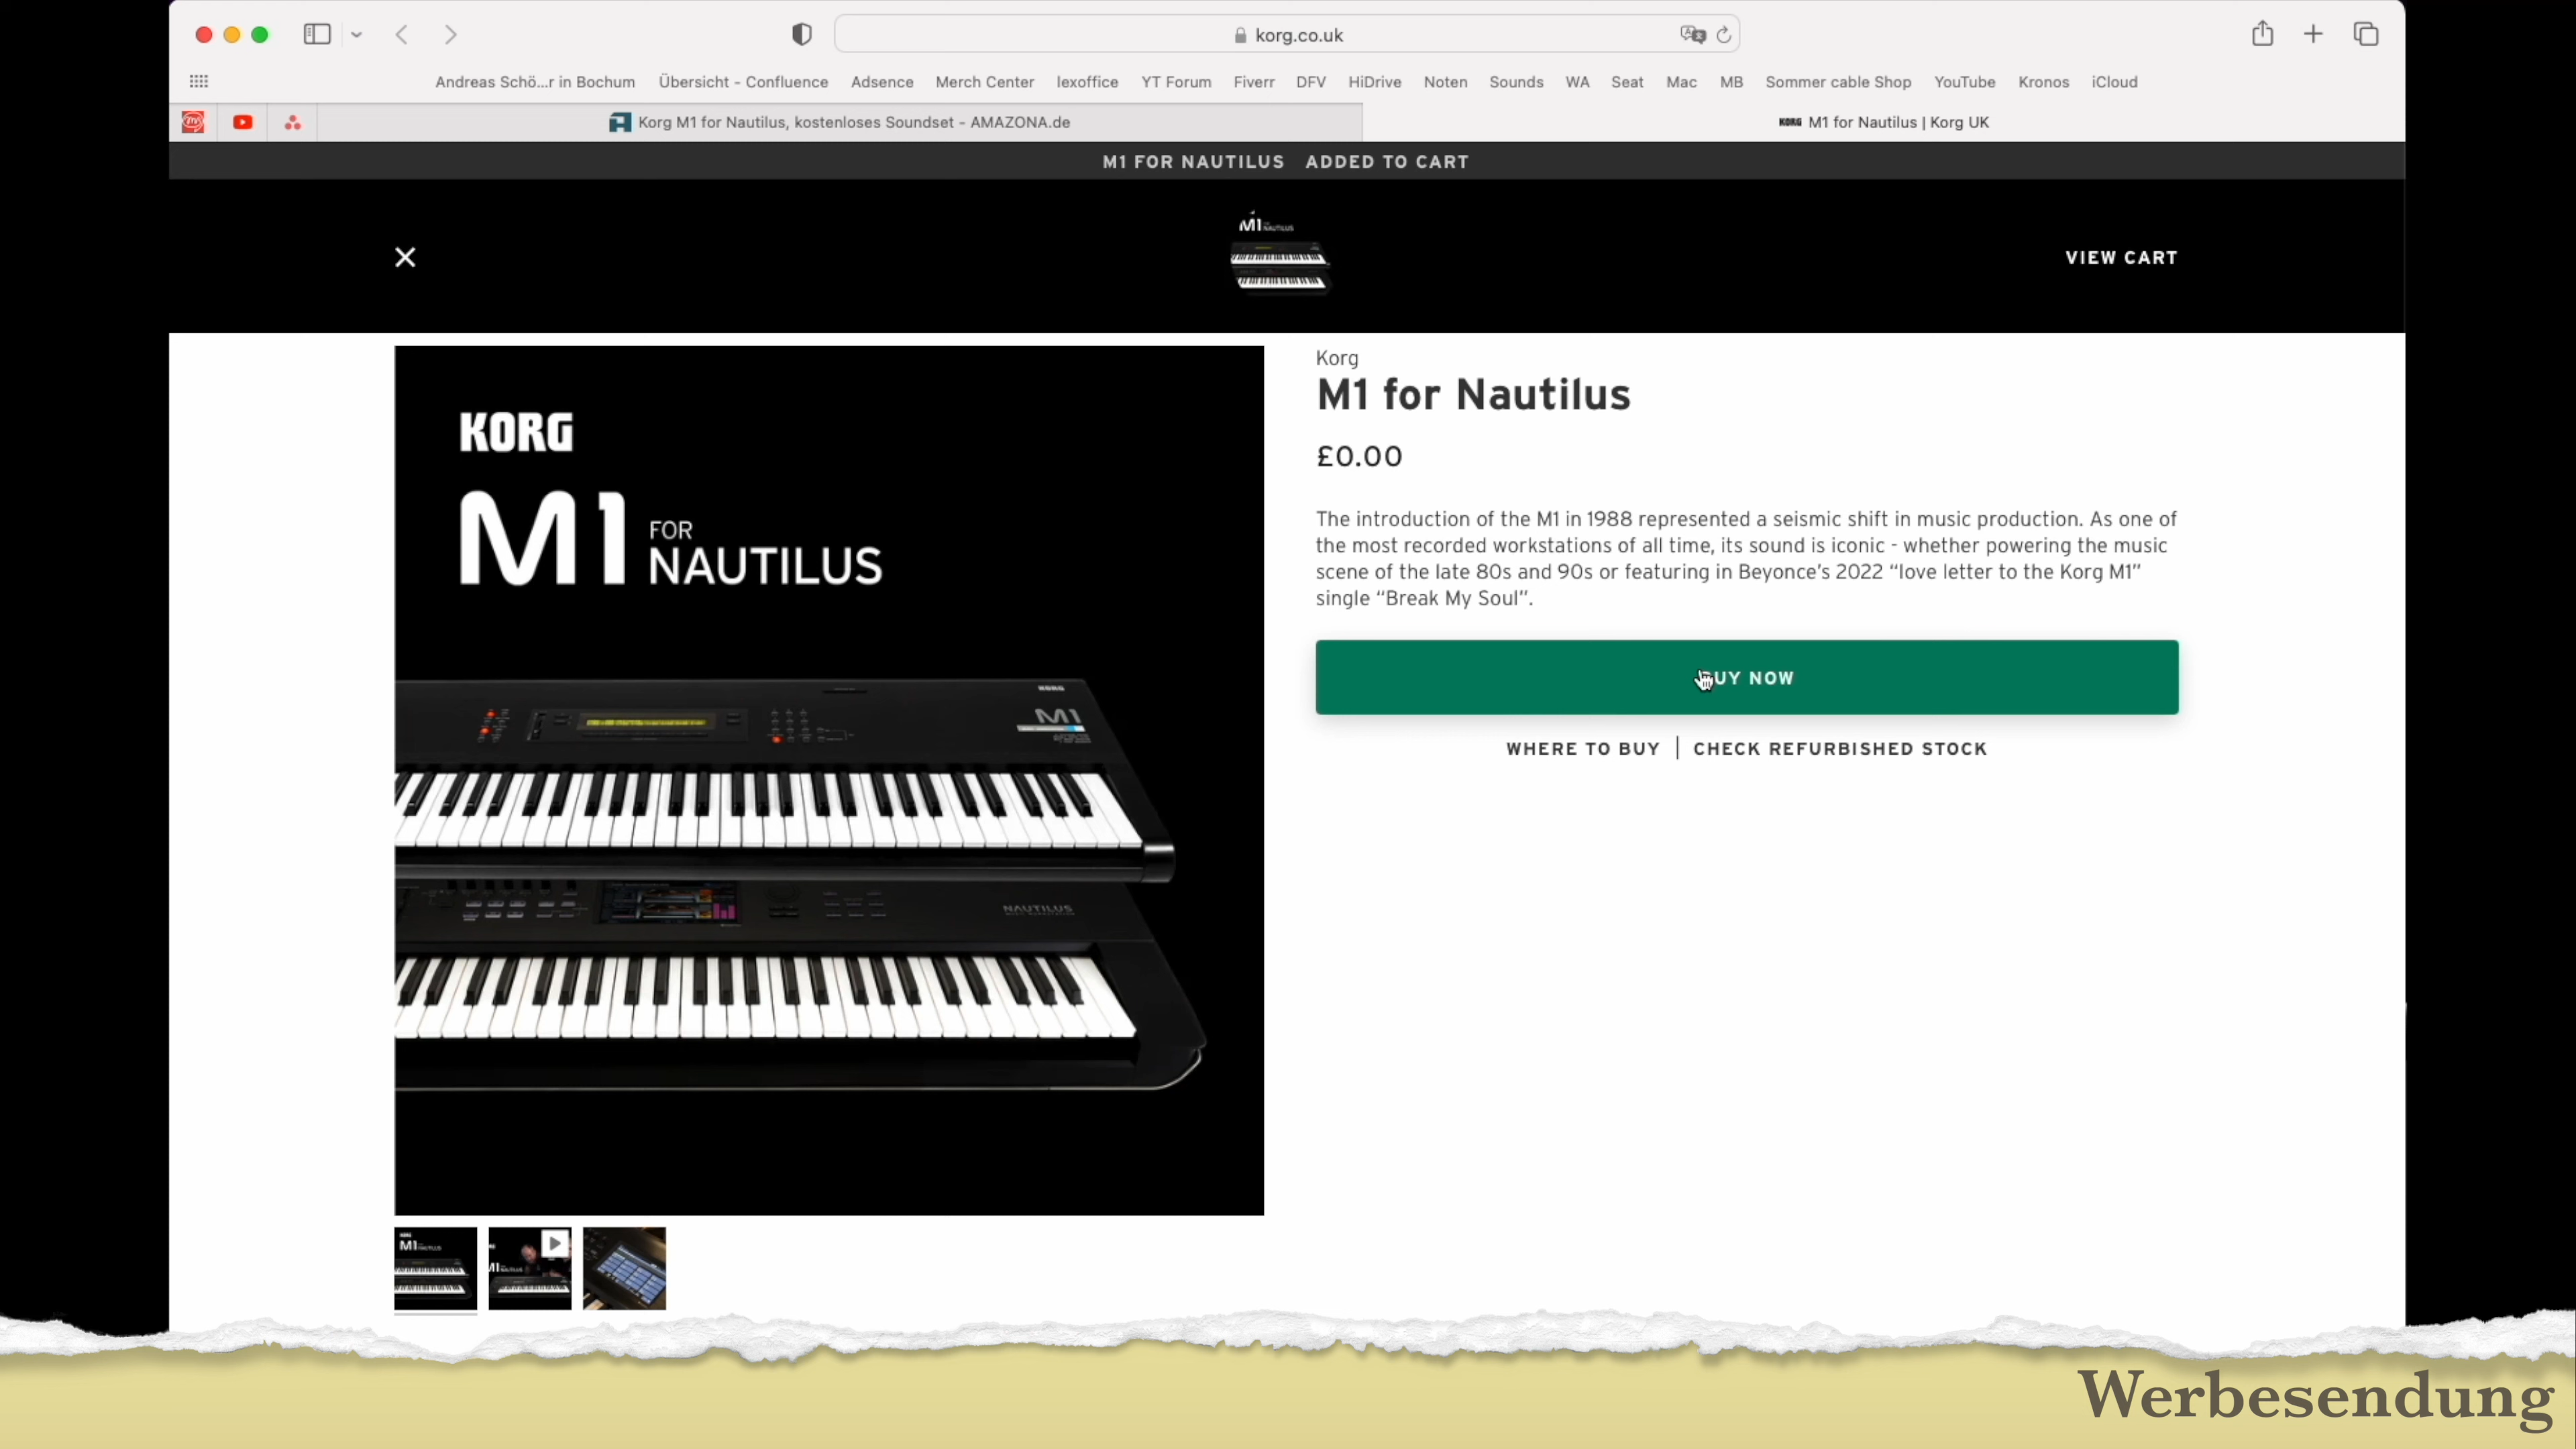 korg.co.uk
Andreas Schö...r in Bochum Übersicht - Confluence Adsence Merch Center lexoffice YT Forum Fiverr DFV HiDrive Noten Sounds WA Seat Mac MB Sommer cable Shop YouTube Kronos iCloud
Korg M1 for Nautilus, kostenloses Soundset - AMAZONA.de
KORG M1 for Nautilus | Korg UK
M1 FOR NAUTILUS ADDED TO CART
M1 NAUTILUS
VIEW CART
KORG
M1 FOR
NAUTILUS
KORG
M1
NAUTILUS
MUSIC WORKSTATION
Korg
M1 for Nautilus
£0.00
The introduction of the M1 in 1988 represented a seismic shift in music production. As one of
the most recorded workstations of all time, its sound is iconic - whether powering the music
scene of the late 80s and 90s or featuring in Beyonce's 2022 “love letter to the Korg M1”
single “Break My Soul”.
BUY NOW
WHERE TO BUY | CHECK REFURBISHED STOCK
M1
Werbesendung